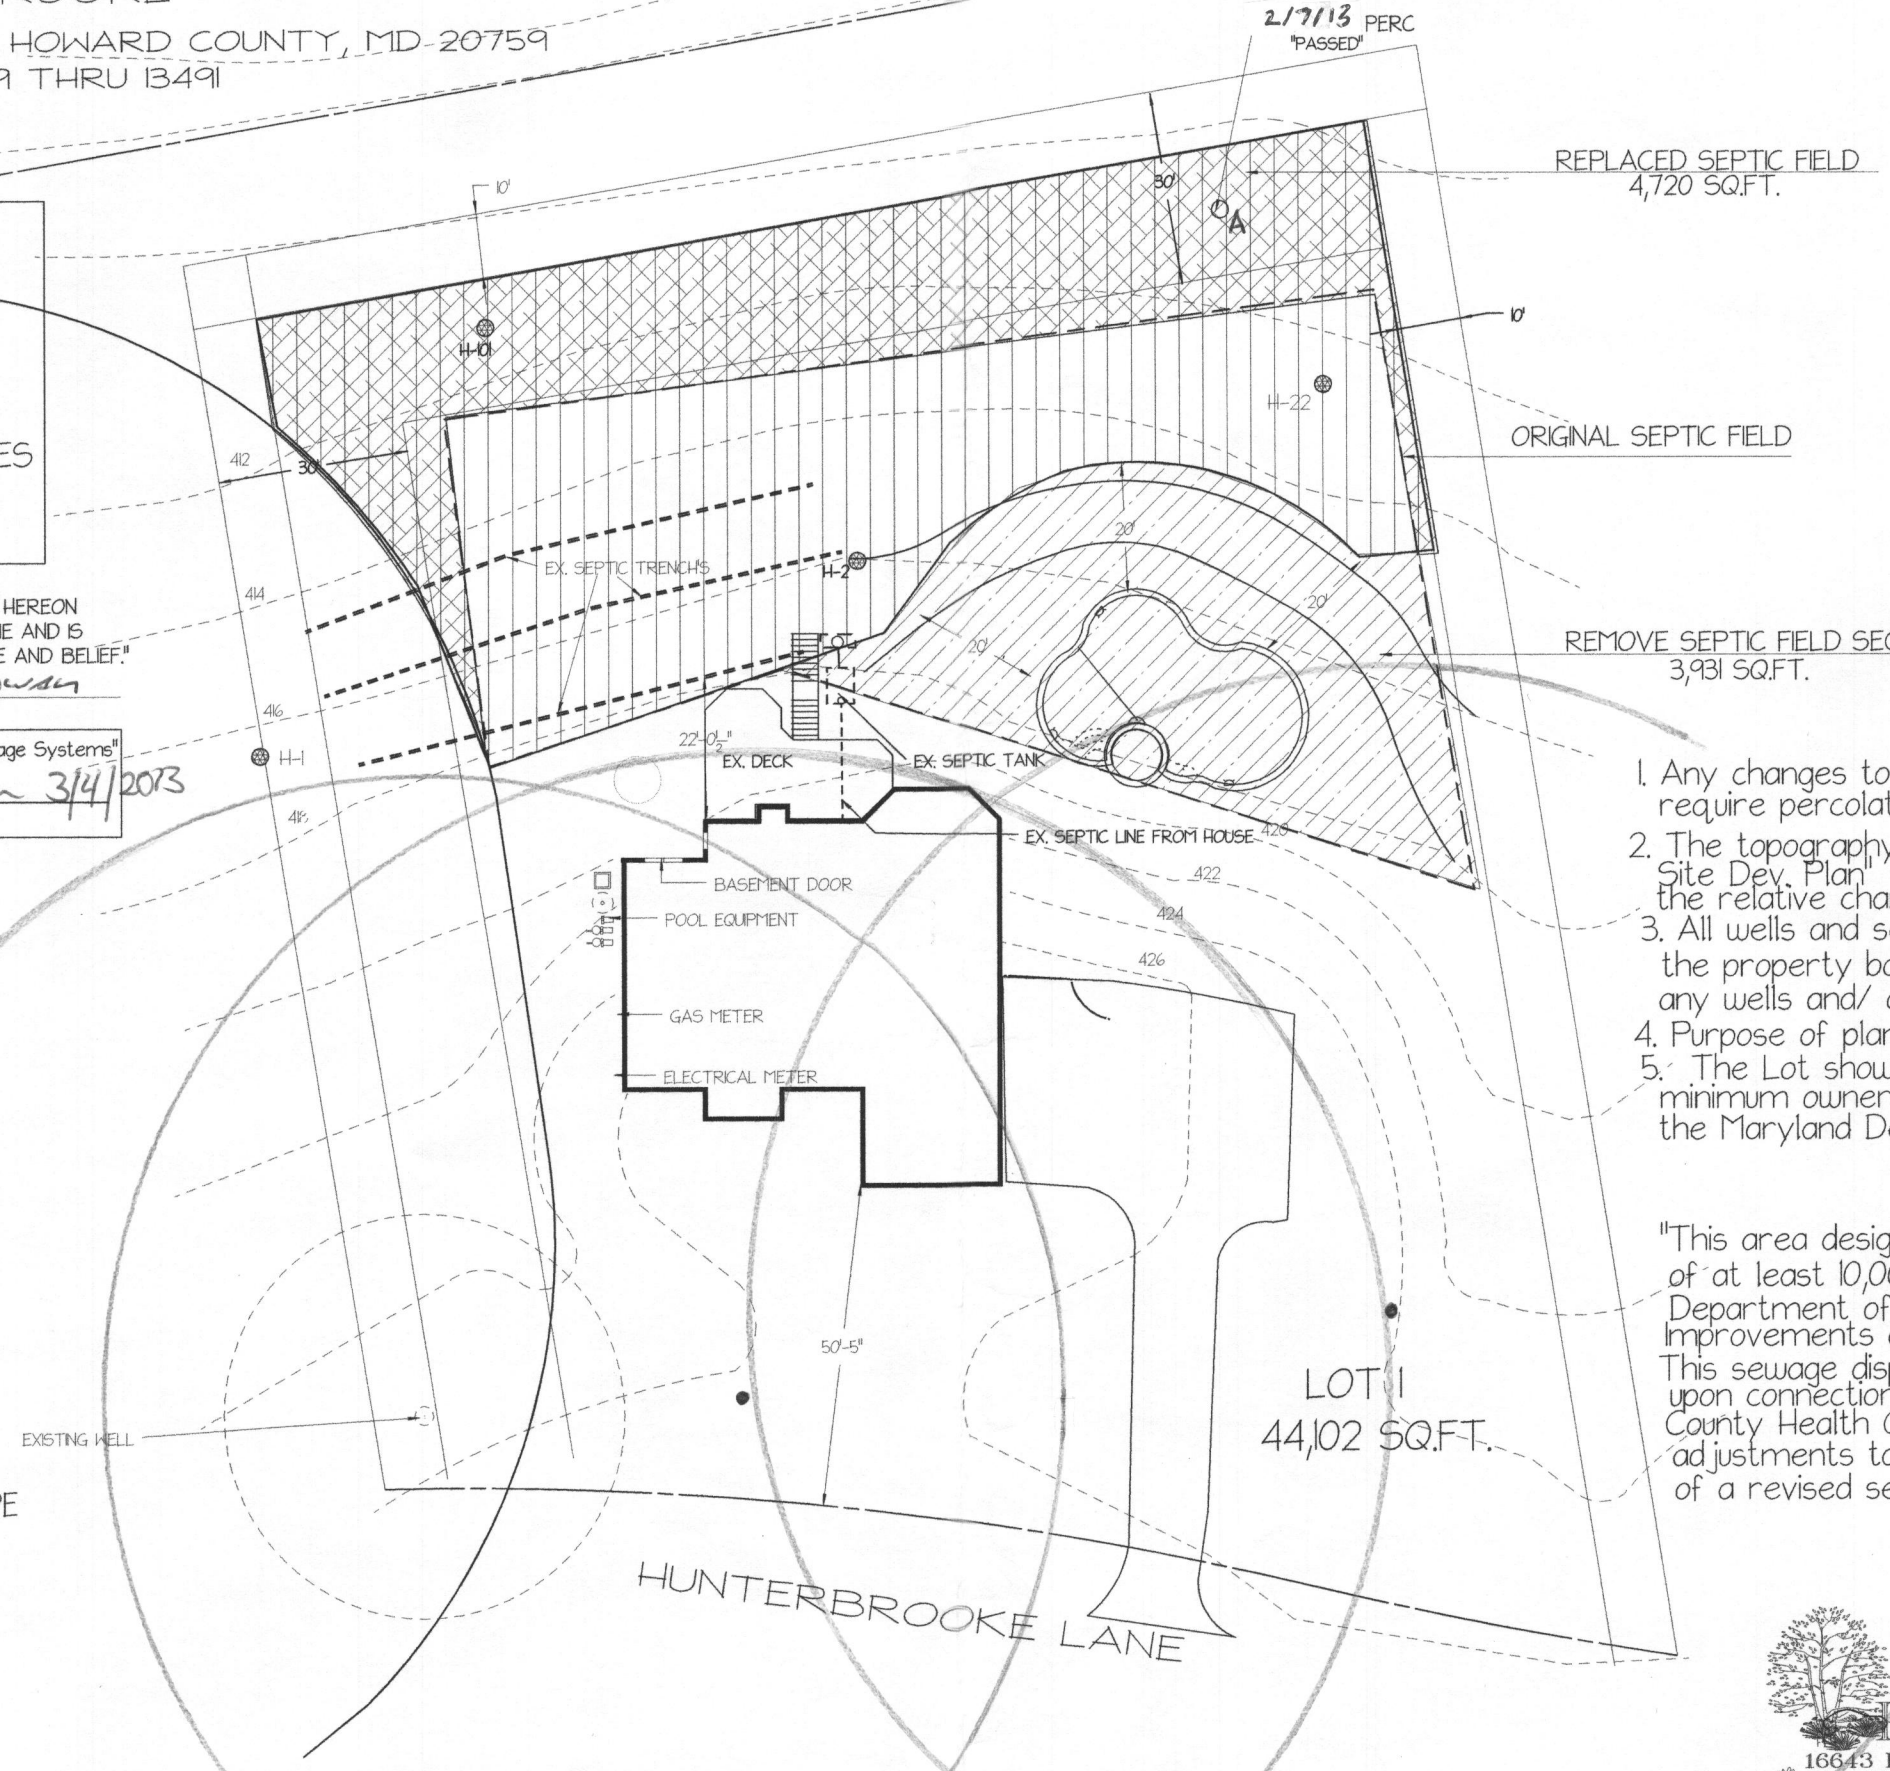 HOWARD COUNTY, MD 20759
9 THRU 13491
2/7/13 PERC
"PASSED"
REPLACED SEPTIC FIELD
4,720 SQ.FT.
10'
30'
A
H-101
10'
H-22
ORIGINAL SEPTIC FIELD
ES
412
30'
20'
EX. SEPTIC TRENCH'S
H-2
414
20'
20'
HEREON
E AND IS
E AND BELIEF."
REMOVE SEPTIC FIELD SEC
3,931 SQ.FT.
416
age Systems"
3/4/2013
H-1
22'-0½"
EX. DECK
EX. SEPTIC TANK
418
EX. SEPTIC LINE FROM HOUSE
420
422
424
426
BASEMENT DOOR
POOL EQUIPMENT
GAS METER
ELECTRICAL METER
1. Any changes to
require percolat
2. The topography
Site Dev. Plan"
the relative cha
3. All wells and s
the property bo
any wells and/
4. Purpose of plan
5. The Lot show
minimum owner
the Maryland D
"This area desig
of at least 10,00
Department of
Improvements
This sewage disp
upon connection
County Health
adjustments to
of a revised se
50'-5"
LOT 1
44,102 SQ.FT.
EXISTING WELL
PE
HUNTERBROOKE LANE
16643